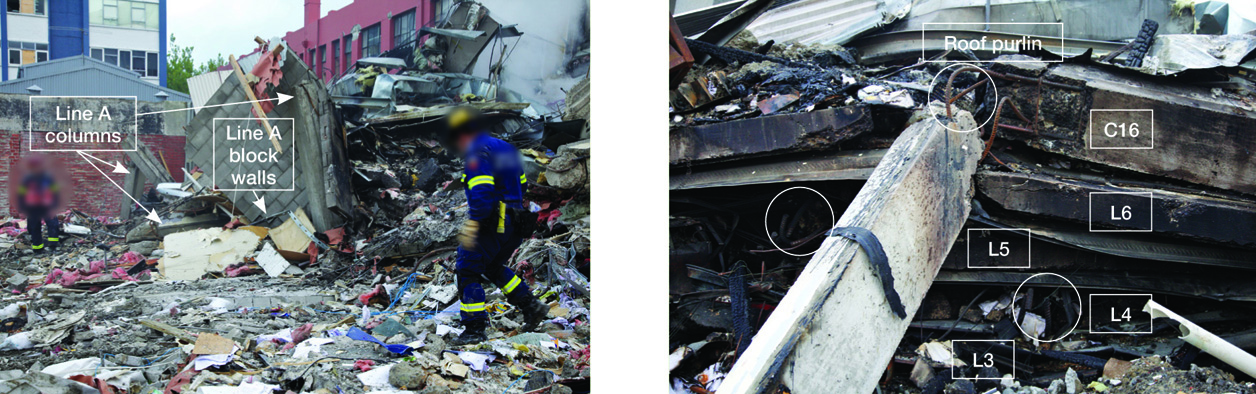 Line A
columns
Line A
block
walls
Roof purlin
C16
L6
L5
L4
L3